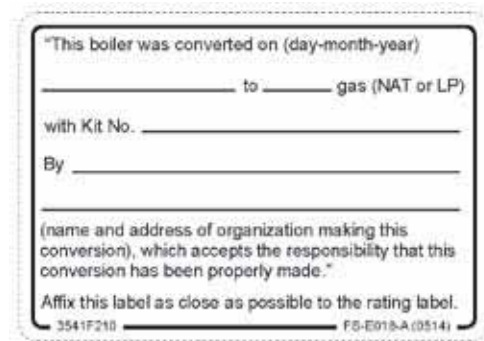 "This boiler was converted on (day-month-year)
to gas (NAT or LP)
with Kit No.
By
(name and address of organization making this
conversion), which accepts the responsibility that this
conversion has been properly made."
Affix this label as close as possible to the rating label.
3541F210 FS-E018-A (0514)